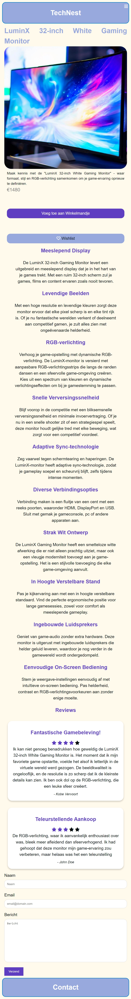 TechNest
LuminX 32-inch White Gaming
Monitor
Maak kennis met de "LuminX 32-inch White Gaming Monitor" - waar
formaat, stijl en RGB-verlichting samenkomen om je game-ervaring opnieuw
te definiëren.
€1480
Voeg toe aan Winkelmandje
Wishlist
Meeslepend Display
De LuminX 32-inch Gaming Monitor levert een
uitgebreid en meeslepend display dat je in het hart van
je games trekt. Met een ruim 32-inch scherm zul je
games, films en content ervaren zoals nooit tevoren.
Levendige Beelden
Met een hoge resolutie en levendige kleuren zorgt deze
monitor ervoor dat elke pixel scherp is en elke tint rijk
is. Of je nu fantastische werelden verkent of deelneemt
aan competitief gamen, je zult alles zien met
ongeëvenaarde helderheid.
RGB-verlichting
Verhoog je game-opstelling met dynamische RGB-
verlichting. De LuminX-monitor is versierd met
aanpasbare RGB-verlichtingsstrips die langs de randen
dansen en een sfeervolle game-omgeving creëren.
Kies uit een spectrum van kleuren en dynamische
verlichtingseffecten om bij je gamestemming te passen.
Snelle Verversingssnelheid
Blijf voorop in de competitie met een bliksemsnelle
verversingssnelheid en minimale invoervertraging. Of je
nu in een snelle shooter zit of een strategiespel speelt,
deze monitor houdt gelijke tred met elke beweging, wat
zorgt voor een competitief voordeel.
Adaptive Sync-technologie
Zeg vaarwel tegen schermtearing en haperingen. De
LuminX-monitor heeft adaptive sync-technologie, zodat
je gameplay soepel en scheurvrij blijft, zelfs tijdens
intense momenten.
Diverse Verbindingsopties
Verbinding maken is een fluitje van een cent met een
reeks poorten, waaronder HDMI, DisplayPort en USB.
Sluit met gemak je gameconsole, pc of andere
apparaten aan.
Strak Wit Ontwerp
De LuminX Gaming Monitor heeft een smetteloze witte
afwerking die er niet alleen prachtig uitziet, maar ook
een vleugje moderniteit toevoegt aan je game-
opstelling. Het is een stijlvolle toevoeging die elke
game-omgeving aanvult.
In Hoogte Verstelbare Stand
Pas je kijkervaring aan met een in hoogte verstelbare
standaard. Vind de perfecte ergonomische positie voor
lange gamesessies, zowel voor comfort als
meeslepende gameplay.
Ingebouwde Luidsprekers
Geniet van game-audio zonder extra hardware. Deze
monitor is uitgerust met ingebouwde luidsprekers die
helder geluid leveren, waardoor je nog verder in de
gamewereld wordt ondergedompeld.
Eenvoudige On-Screen Bediening
Stem je weergave-instellingen eenvoudig af met
intuïtieve on-screen bediening. Pas helderheid,
contrast en RGB-verlichtingsvoorkeuren aan zonder
enige moeite.
Reviews
Fantastische Gamebeleving!
Ik kan niet genoeg benadrukken hoe geweldig de LuminX
32-inch White Gaming Monitor is. Het moment dat ik mijn
favoriete game opstartte, voelde het alsof ik letterlijk in de
virtuele wereld werd gezogen. De beeldkwaliteit is
ongelooflijk, en de resolutie is zo scherp dat ik de kleinste
details kan zien. Ik ben ook dol op de RGB-verlichting, die
een leuke sfeer creëert.
- Kobe Vervoort
Teleurstellende Aankoop
De RGB-verlichting, waar ik aanvankelijk enthousiast over
was, bleek meer afleidend dan sfeerverhogend. Ik had
gehoopt dat deze monitor mijn game-ervaring zou
verbeteren, maar helaas was het een teleurstelling
- John Doe
Naam
Naam
Email
email@domain.com
Bericht
Bericht
Verzend
Contact